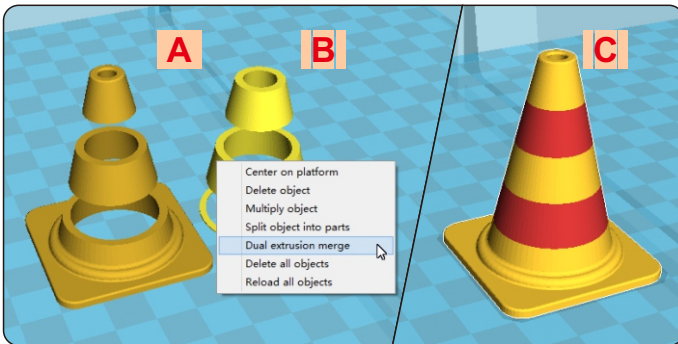 A
B
C
Center on platform
Delete object
Multiply object
Split object into parts
Dual extrusion merge
Delete all objects
Reload all objects